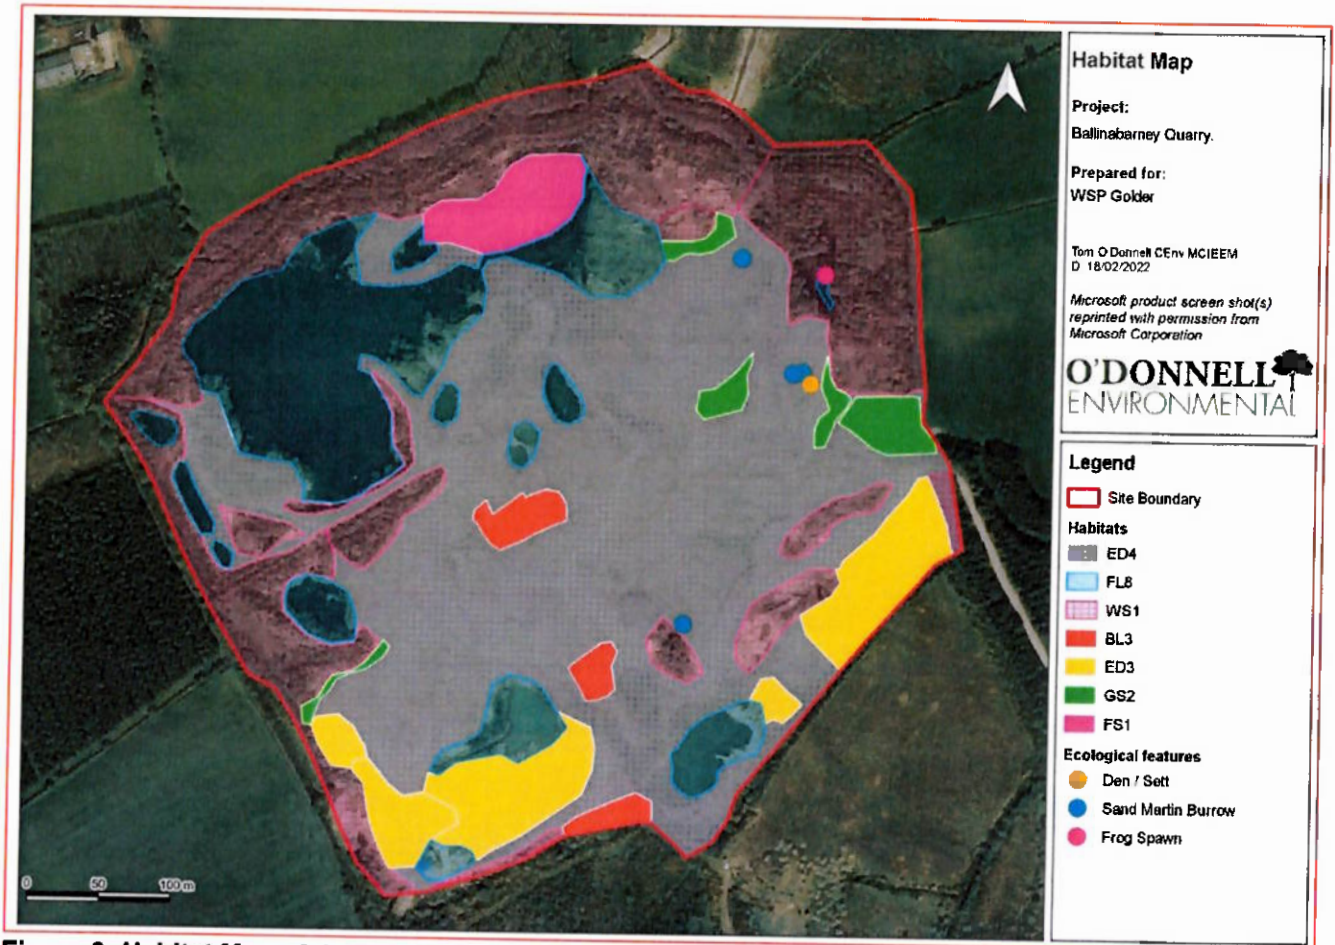 Habitat Map
Project:
Ballinabarney Quarry.
Prepared for:
WSP Golder
Tom O Donnell CEnv MCIEEM
D 18/02/2022
Microsoft product screen shot(s)
reprinted with permission from
Microsoft Corporation
O'DONNELL
ENVIRONMENTAL
Legend
Site Boundary
Habitats
ED4
FL8
WS1
BL3
ED3
GS2
FS1
Ecological features
Den / Sett
Sand Martin Burrow
Frog Spawn
0 50 100 m